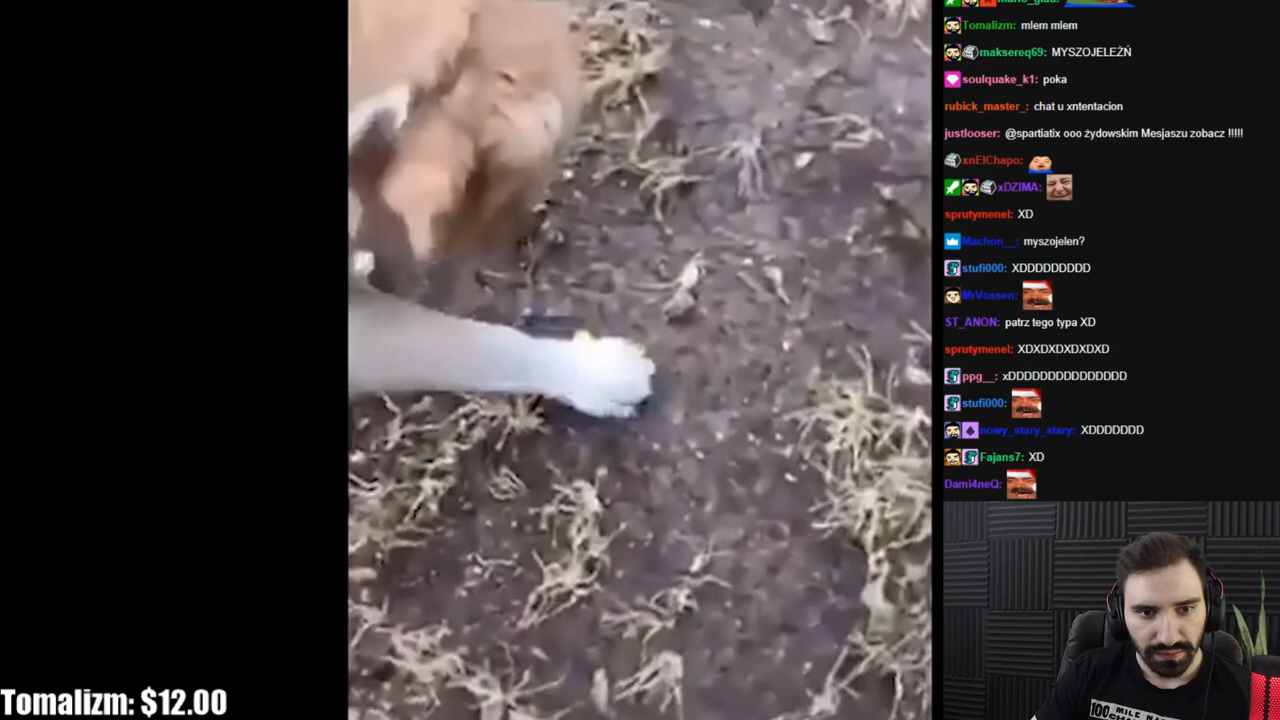 Tomalizm: mlem mlem
maksereq69: MYSZOJELEŹŃ
soulquake_k1: poka
rubick_master_: chat u xntentacion
justlooser: @spartiatix ooo żydowskim Mesjaszu zobacz !!!!!
xnElChapo:
xDZIMA:
sprutymenel: XD
Machon__: myszojelen?
stufi000: XDDDDDDDDD
MrVossen:
ST_ANON: patrz tego typa XD
sprutymenel: XDXDXDXDXDXD
ppg__: xDDDDDDDDDDDDDDD
stufi000:
nowy_stary_stary: XDDDDDDD
Fajans7: XD
Dami4neQ:
Tomalizm: $12.00